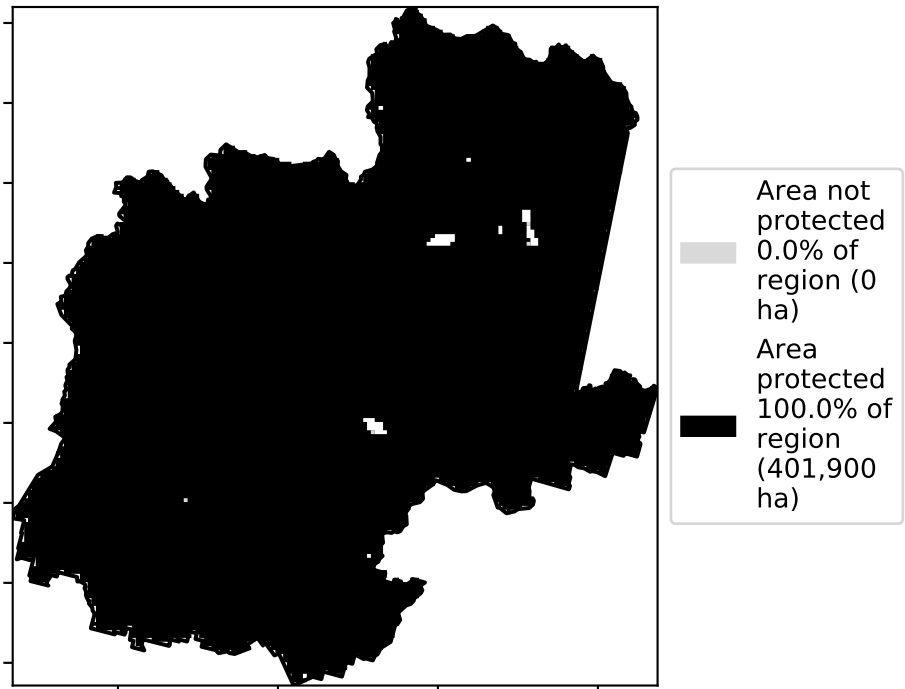 Area not
protected
0.0% of
region (0
ha)
Area
protected
100.0% of
region
(401,900
ha)